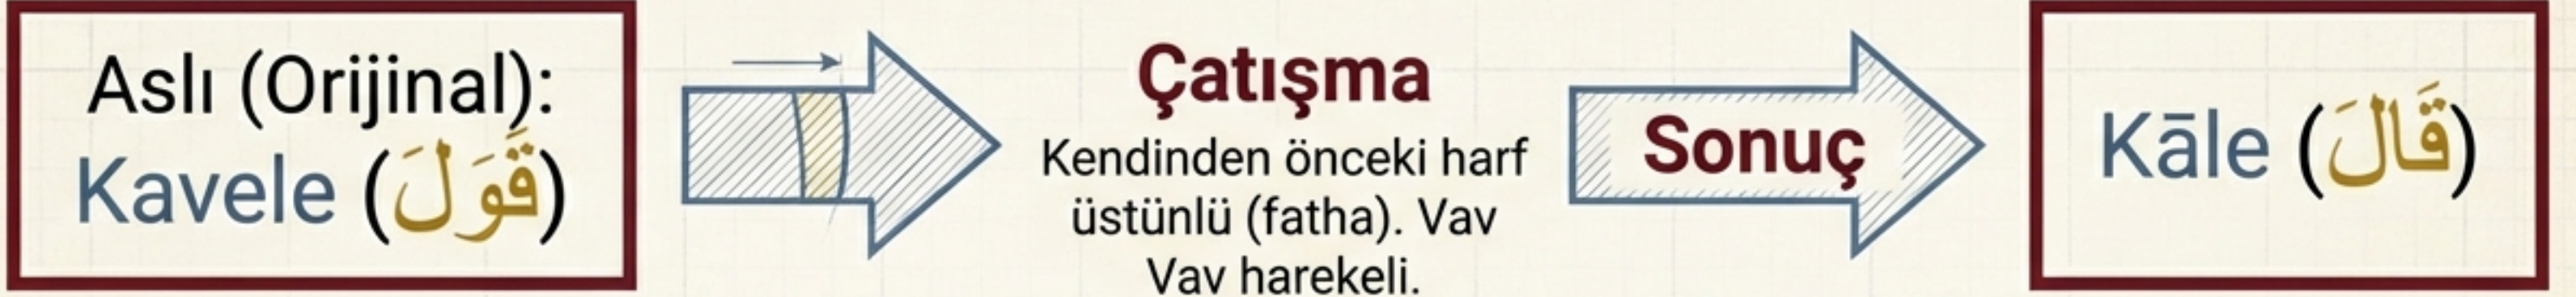 Aslı (Orijinal):
Kavele (قَوَلَ)
Çatışma
Kendinden önceki harf
üstünlü (fatha). Vav
Vav harekeli.
Sonuç
Kāle (قَالَ)